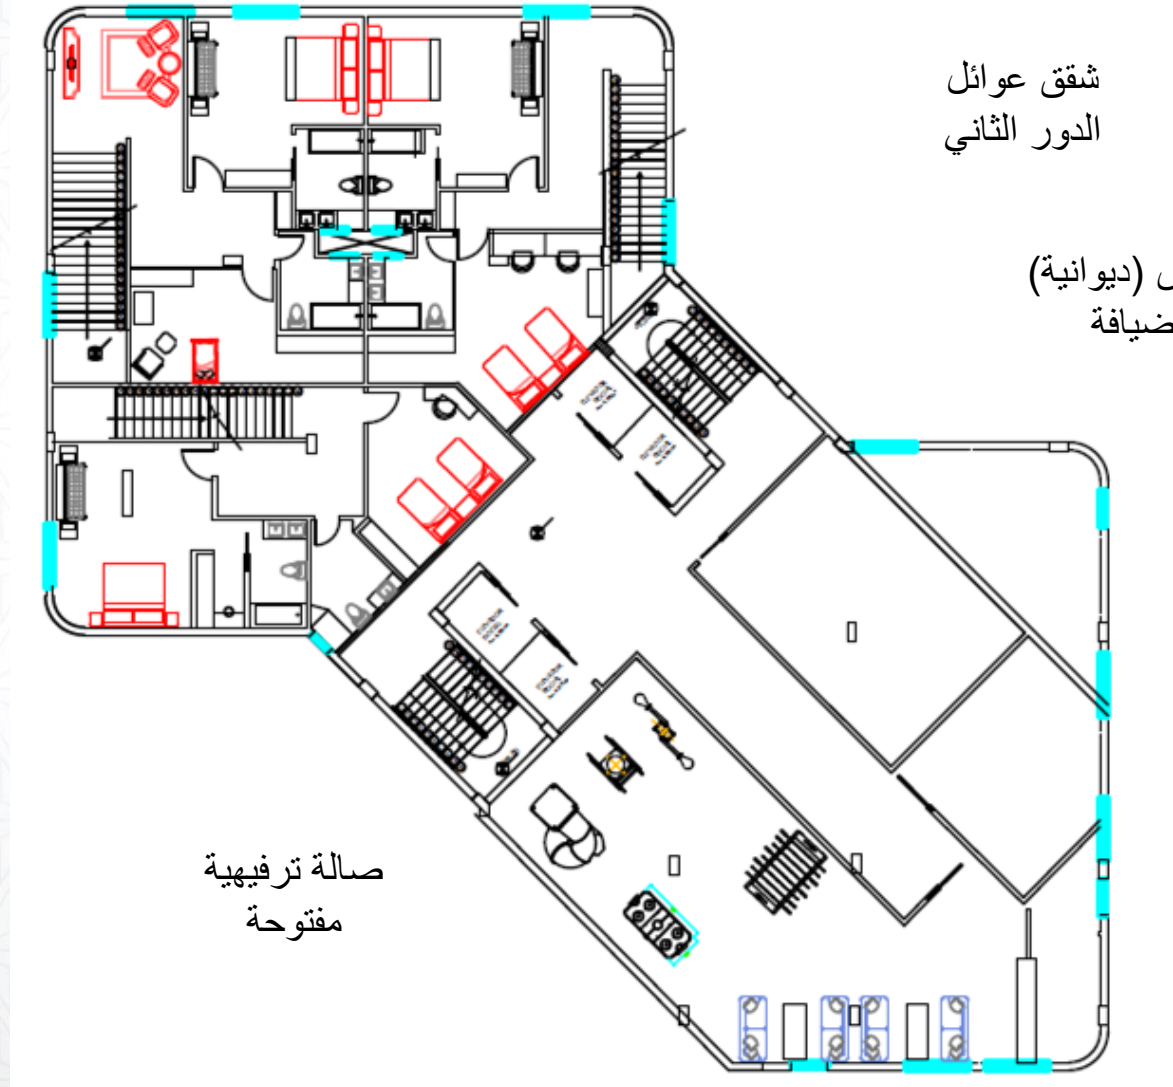 شقق عوائل
الدور الثاني
(ديوانية)
ضيافة
صالة ترفيهية
مفتوحة